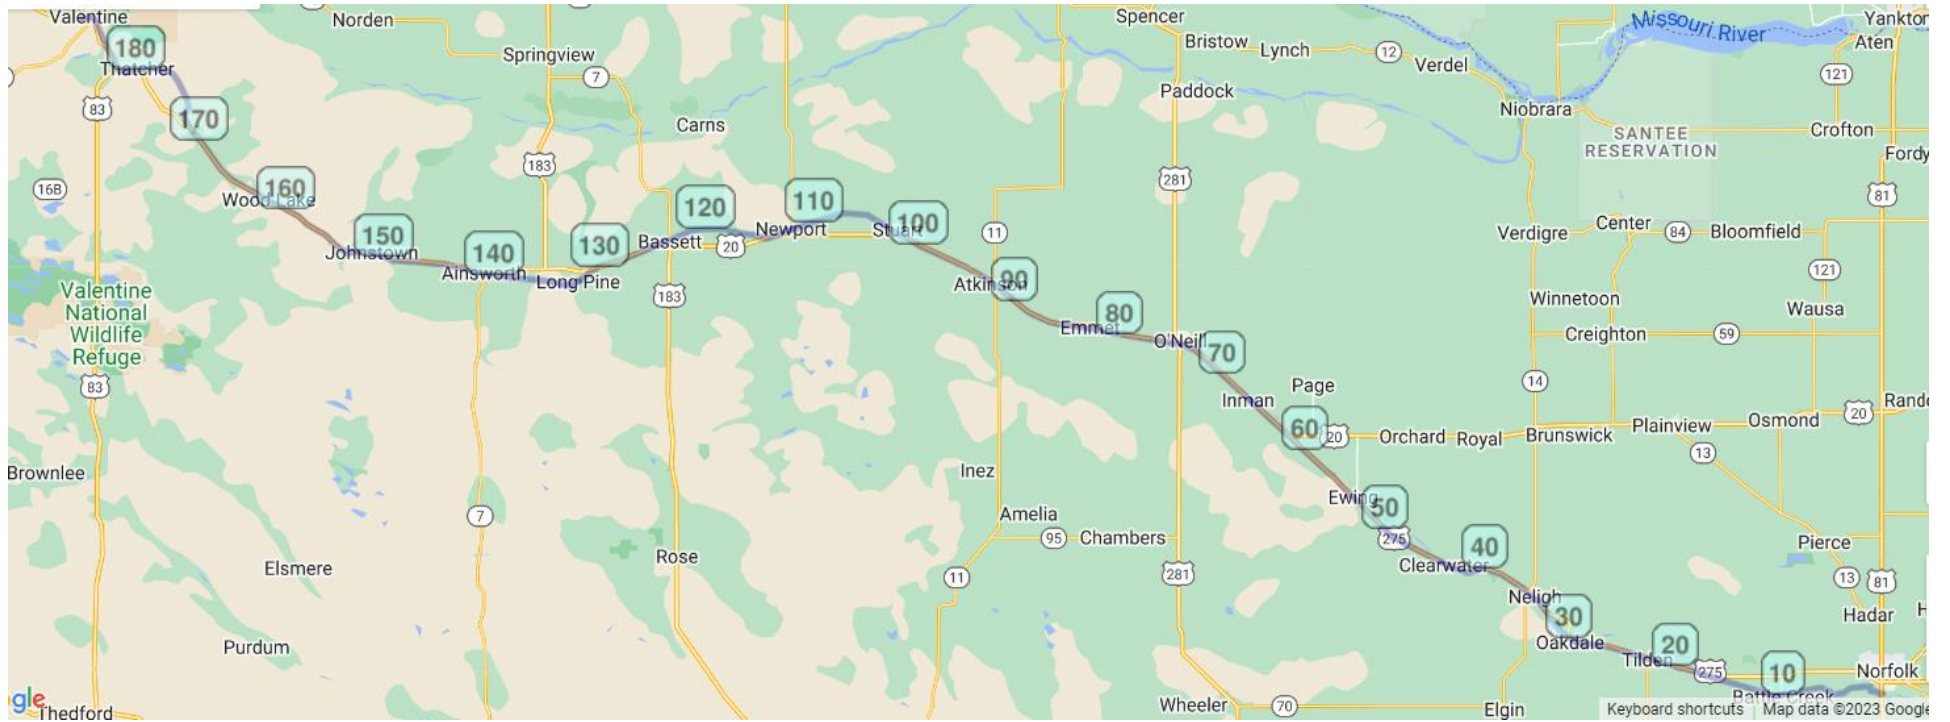 Valentine
Norden
Spencer
Missouri River
Yankton
180
Springview
Bristow
Lynch
12
Verdel
Aten
Thatcher
7
121
83
Paddock
Niobrara
170
Carns
SANTEE
RESERVATION
Crofton
Fordy
183
281
16B
160
81
Wood Lake
120
110
100
Center
84
Bloomfield
150
Newport
Stuart
11
Verdigre
Johnstown
140
130
Bassett
20
Ainsworth
Long Pine
Atkinson
90
121
Valentine
National
Wildlife
Refuge
183
Winnetoon
Wausa
80
Emmet
O'Neill
70
Creighton
59
83
Page
14
Inman
Rando
60
20
Orchard
Royal
Brunswick
Plainview
Osmond
20
Brownlee
Inez
13
Ewing
50
7
Amelia
95
Chambers
275
40
Pierce
Rose
Clearwater
Elsmere
11
281
13
81
Neligh
30
Hadar
H
Purdum
Oakdale
20
Tilden
275
10
Norfolk
Battle Creek
gle
Thedford
Wheeler
70
Elgin
Keyboard shortcuts
Map data ©2023 Google